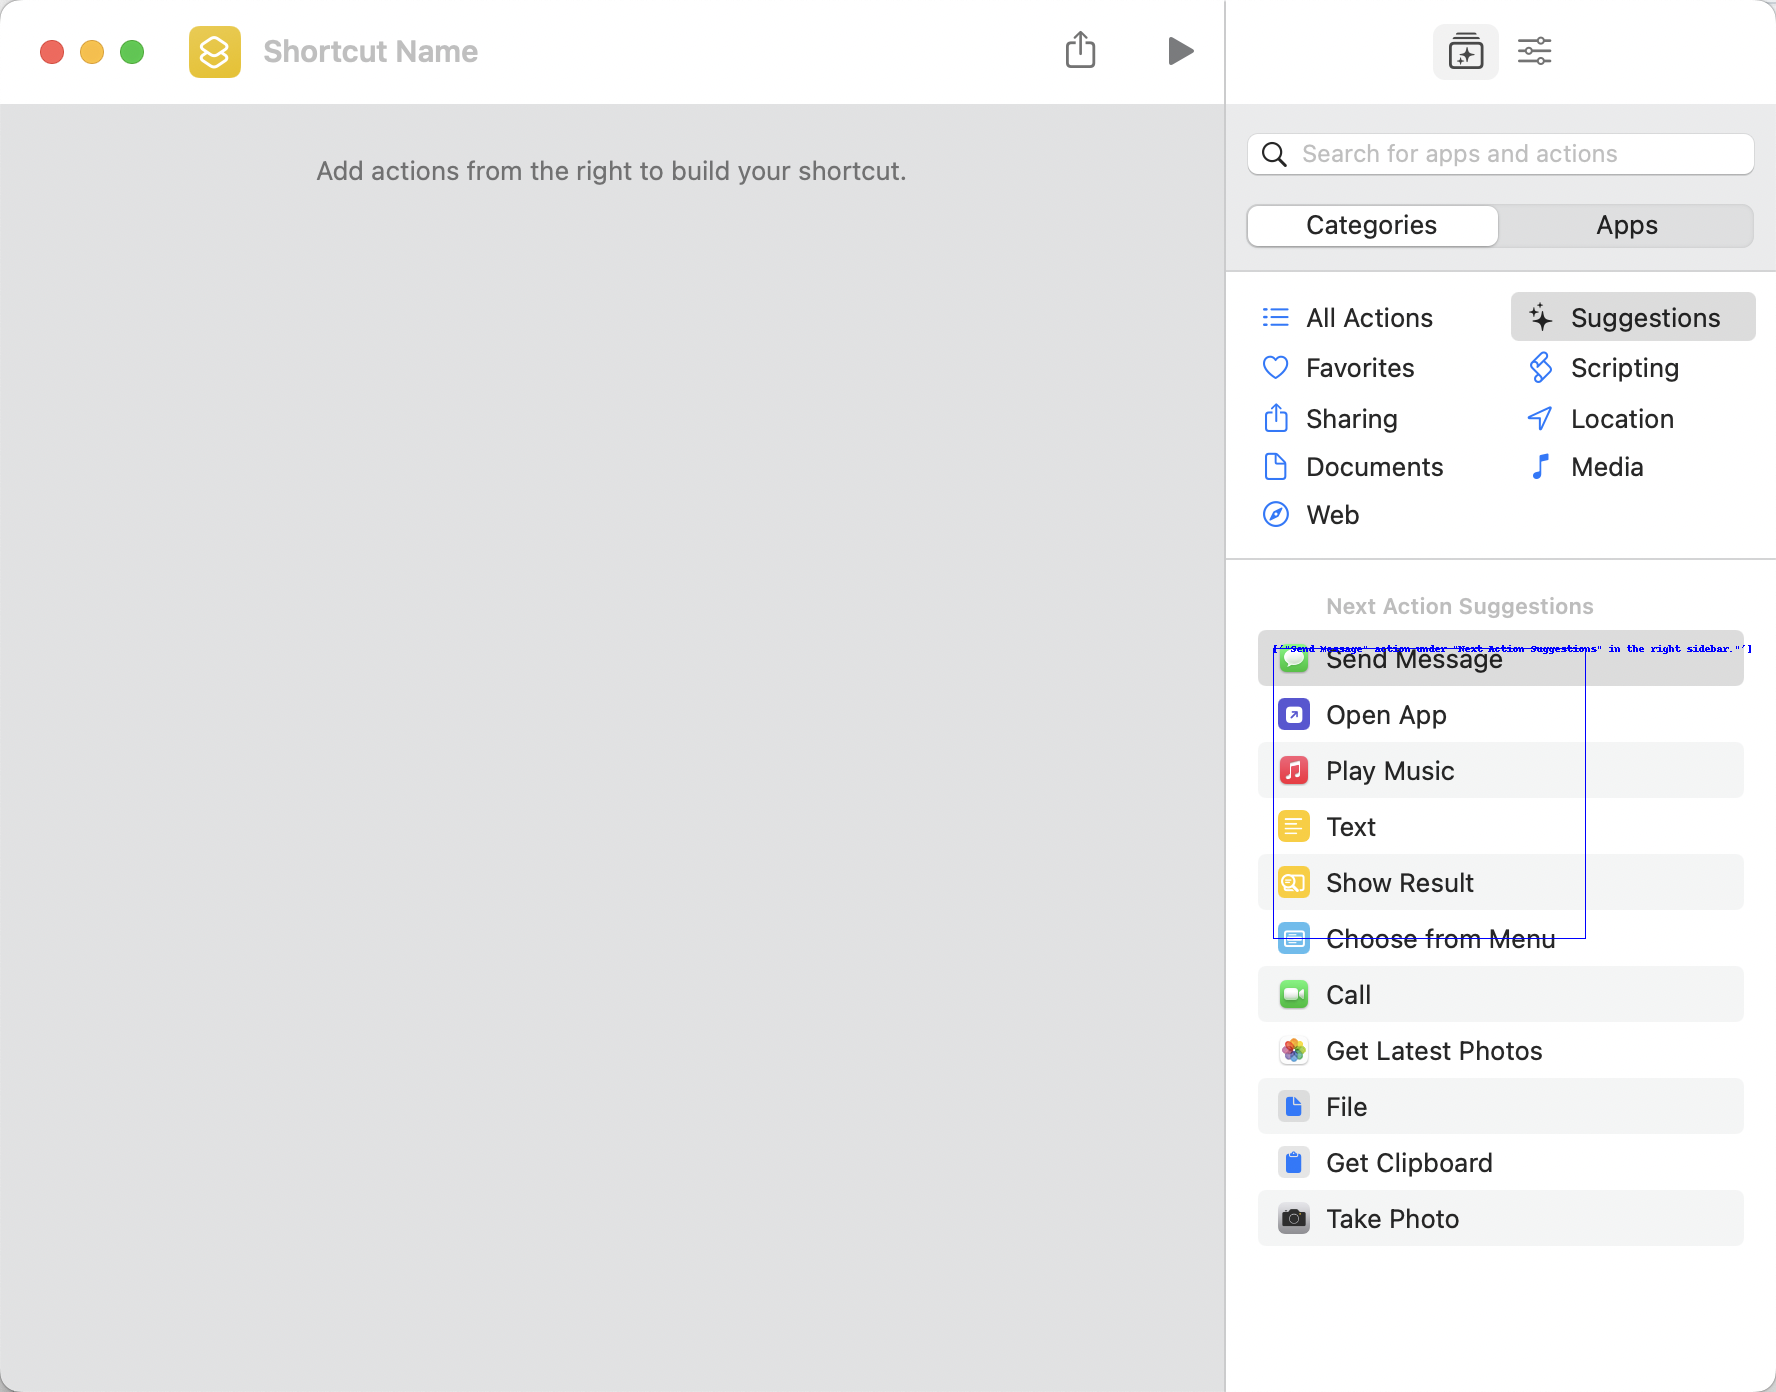 Shortcut Name
Add actions from the right to build your shortcut.
Search for apps and actions
Categories
Apps
All Actions
Suggestions
Favorites
Scripting
Sharing
Location
Documents
Media
Web
Next Action Suggestions
["Send Message" action under "Next Action Suggestions" in the right sidebar."]
Send Message
Open App
Play Music
Text
Show Result
Choose from Menu
Call
Get Latest Photos
File
Get Clipboard
Take Photo